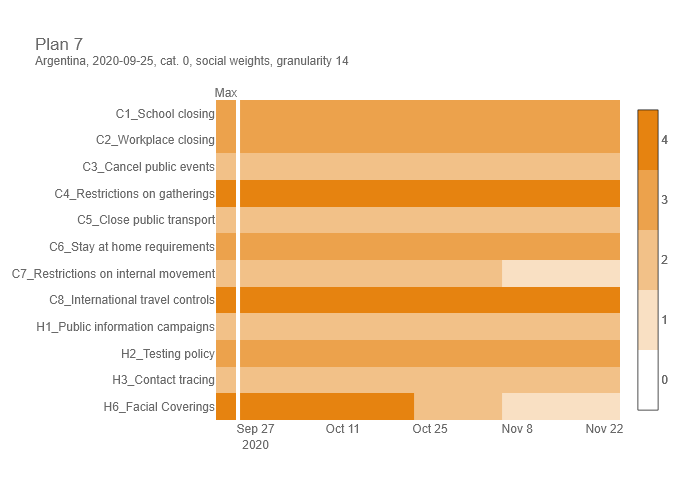 Plan 7
Argentina, 2020-09-25, cat. 0, social weights, granularity 14
Max
C1_School closing
C2_Workplace closing
C3_Cancel public events
C4_Restrictions on gatherings
C5_Close public transport
C6_Stay at home requirements
C7_Restrictions on internal movement
C8_International travel controls
H1_Public information campaigns
H2_Testing policy
H3_Contact tracing
H6_Facial Coverings
Sep 27 Oct 11 Oct 25 Nov 8 Nov 22
2020
4
3
2
1
0